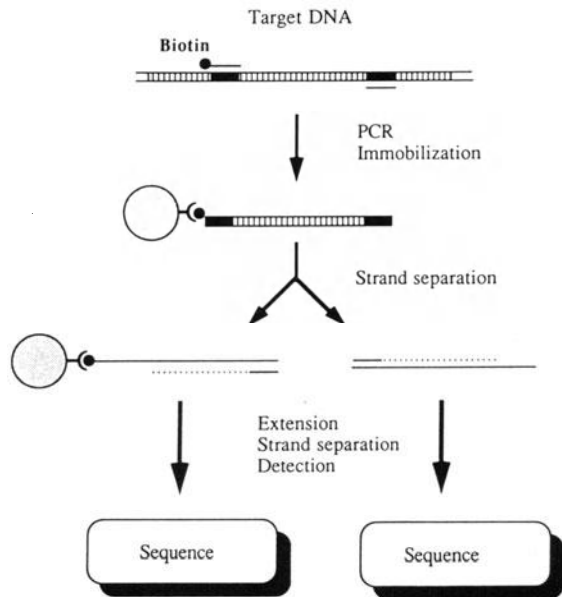 Target DNA
Biotin
PCR
Immobilization
Strand separation
Extension
Strand separation
Detection
Sequence
Sequence